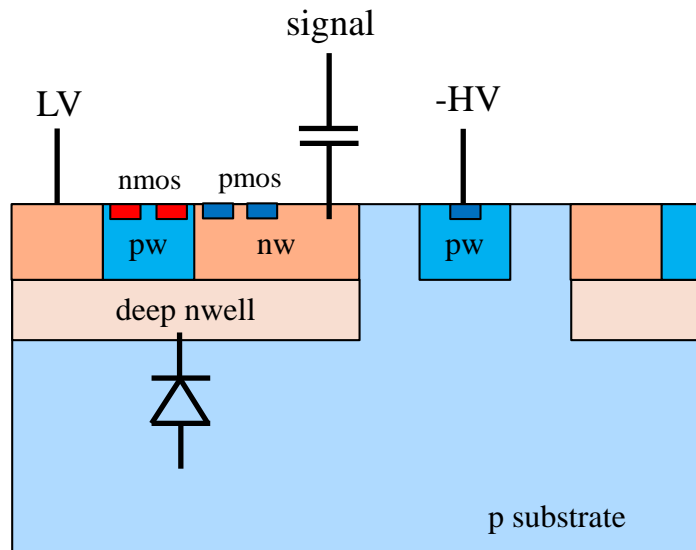 signal
LV
-HV
nmos
pmos
pw
nw
pw
deep nwell
p substrate